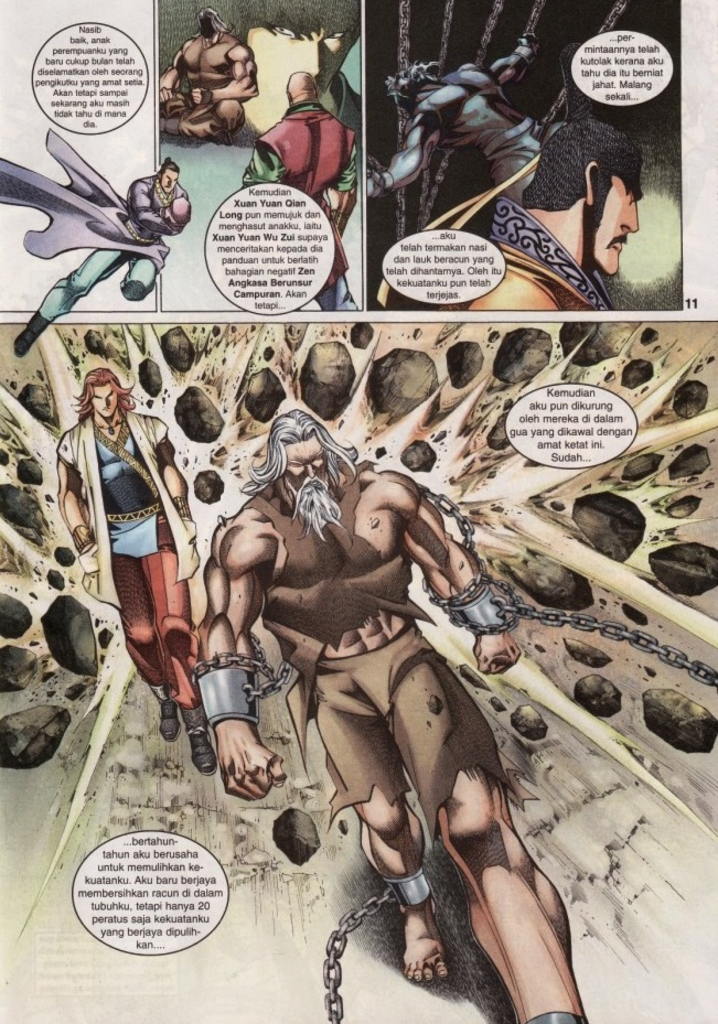 Nasib
baik, anak
perempuanku yang
baru cukup bulan telah
diselamatkan oleh seorang
pengikutku yang amat setia.
Akan tetapi sampai
sekarang aku masih
tidak tahu di mana
dia.
Kemudian
Xuan Yuan Qian
Long pun memujuk dan
menghasut anakku, iaitu
Xuan Yuan Wu Zui supaya
menceritakan kepada dia
panduan untuk berlatih
bahagian negatif Zen
Angkasa Berunsur
Campuran. Akan
tetapi...
...per-
mintaannya telah
kutolak kerana aku
tahu dia itu berniat
jahat. Malang
sekali...
...aku
telah termakan nasi
dan lauk beracun yang
telah dihantarnya. Oleh itu
kekuatanku pun telah
terjejas.
11
Kemudian
aku pun dikurung
oleh mereka di dalam
gua yang dikawal dengan
amat ketat ini.
Sudah...
...bertahun-
tahun aku berusaha
untuk memulihkan ke-
kuatanku. Aku baru berjaya
membersihkan racun di dalam
tubuhku, tetapi hanya 20
peratus saja kekuatanku
yang berjaya dipulih-
kan....